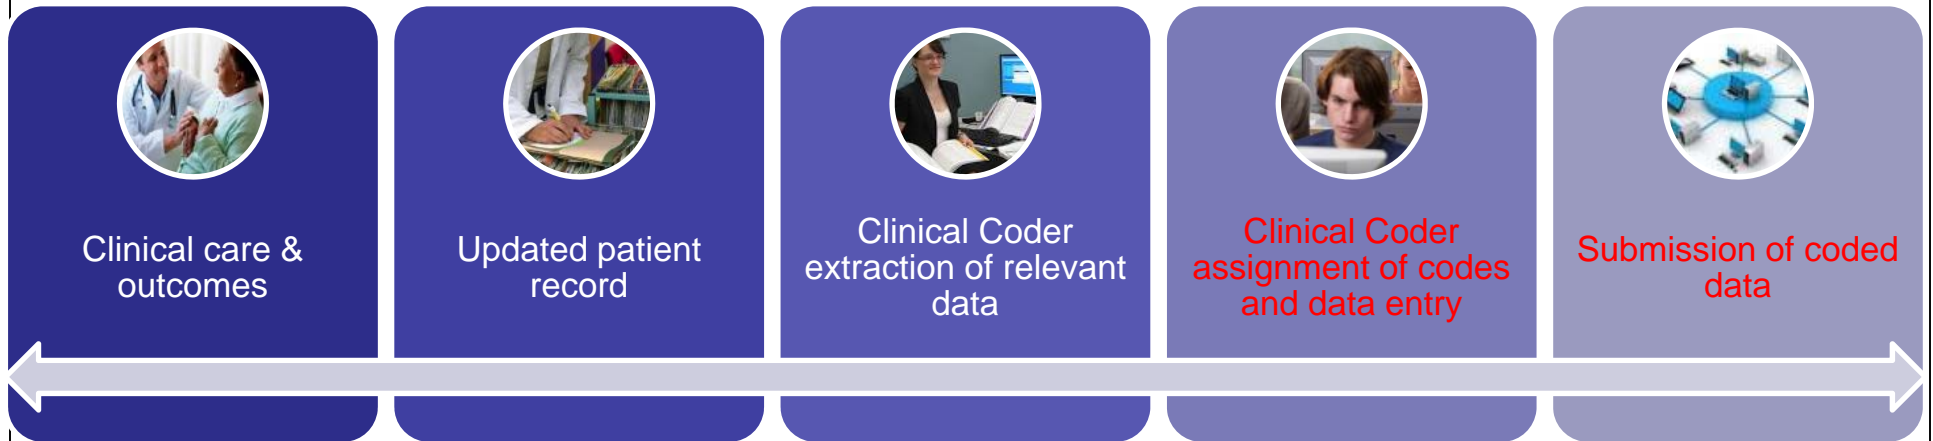 Clinical care &
outcomes
Updated patient
record
Clinical Coder
extraction of relevant
data
Clinical Coder
assignment of codes
and data entry
Submission of coded
data